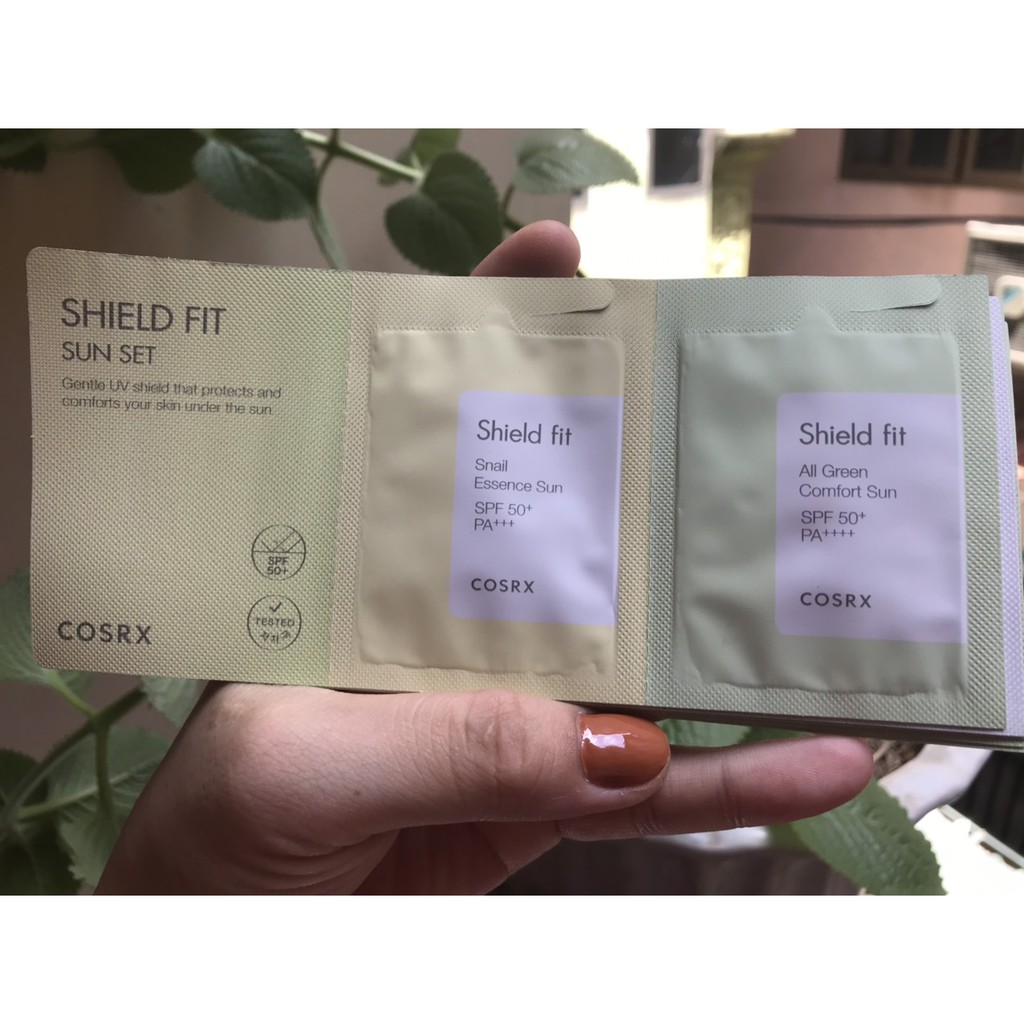 SHIELD FIT
SUN SET
Gentle UV shield that protects and
comforts your skin under the sun
SPF
50+
TESTED
COSRX
Shield fit
Snail
Essence Sun
SPF 50+
PA+++
COSRX
Shield fit
All Green
Comfort Sun
SPF 50+
PA++++
COSRX